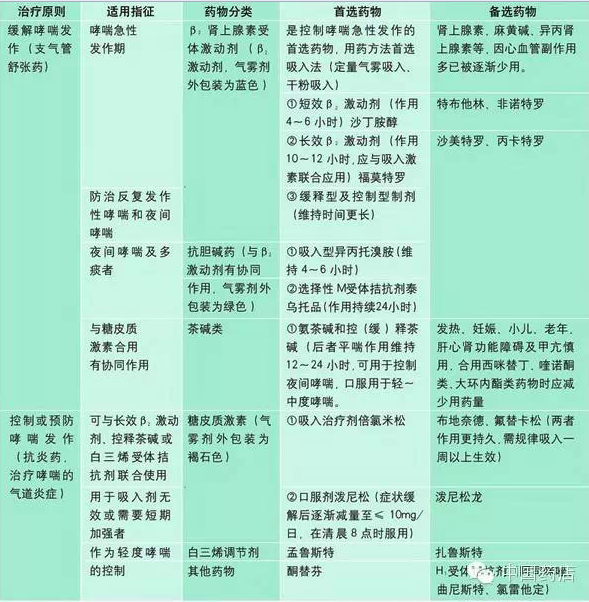 治疗原则 适用指征 药物分类 首选药物 备选药物
缓解哮喘发
作（支气管
舒张药）
哮喘急性
发作期
β₂肾上腺素受
体激动剂（β₂
激动剂，气雾剂
外包装为蓝色）
是控制哮喘急性发作的
首选药物，用药方法首选
吸入法（定量气雾吸入、
干粉吸入）
肾上腺素，麻黄碱，异丙肾
上腺素等，因心血管副作用
多已被逐渐少用。
①短效β₂激动剂（作用
4～6小时）沙丁胺醇
特布他林、非诺特罗
②长效β₂激动剂（作用
10～12小时，应与吸入激
素联合应用）福莫特罗
沙美特罗、丙卡特罗
防治反复发作
性哮喘和夜间
哮喘
③缓释型及控制型制剂
（维持时间更长）
夜间哮喘及多
痰者
抗胆碱药（与β₂
激动剂有协同
作用，气雾剂外
包装为绿色）
①吸入型异丙托溴胺（维
持4～6小时）
②选择性M受体拮抗剂泰
乌托品（作用持续24小时）
与糖皮质
激素合用
有协同作用
茶碱类
①氨茶碱和控（缓）释茶
碱（后者平喘作用维持
12～24小时，可用于控制
夜间哮喘，口服用于轻～
中度哮喘。
发热、妊娠、小儿、老年，
肝心肾功能障碍及甲亢慎
用，合用西咪替丁、喹诺酮
类、大环内酯类药物时应减
少用药量
控制或预防
哮喘发作
（抗炎药，
治疗哮喘的
气道炎症）
可与长效β₂激动
剂、控释茶碱或
白三烯受体拮
抗剂联合使用
糖皮质激素（气
雾剂外包装为
褐石色）
①吸入治疗剂倍氯米松
布地奈德、氟替卡松（两者
作用更持久，需规律吸入一
周以上生效）
用于吸入剂无
效或需要短期
加强者
②口服剂泼尼松（症状缓
解后逐渐减量至≤ 10mg/
日，在清晨8点时服用）
泼尼松龙
作为轻度哮喘
的控制
白三烯调节剂 孟鲁斯特 扎鲁斯特
其他药物 酮替芬
H₁受体拮抗剂
曲尼斯特、氯雷他定）
中国药店